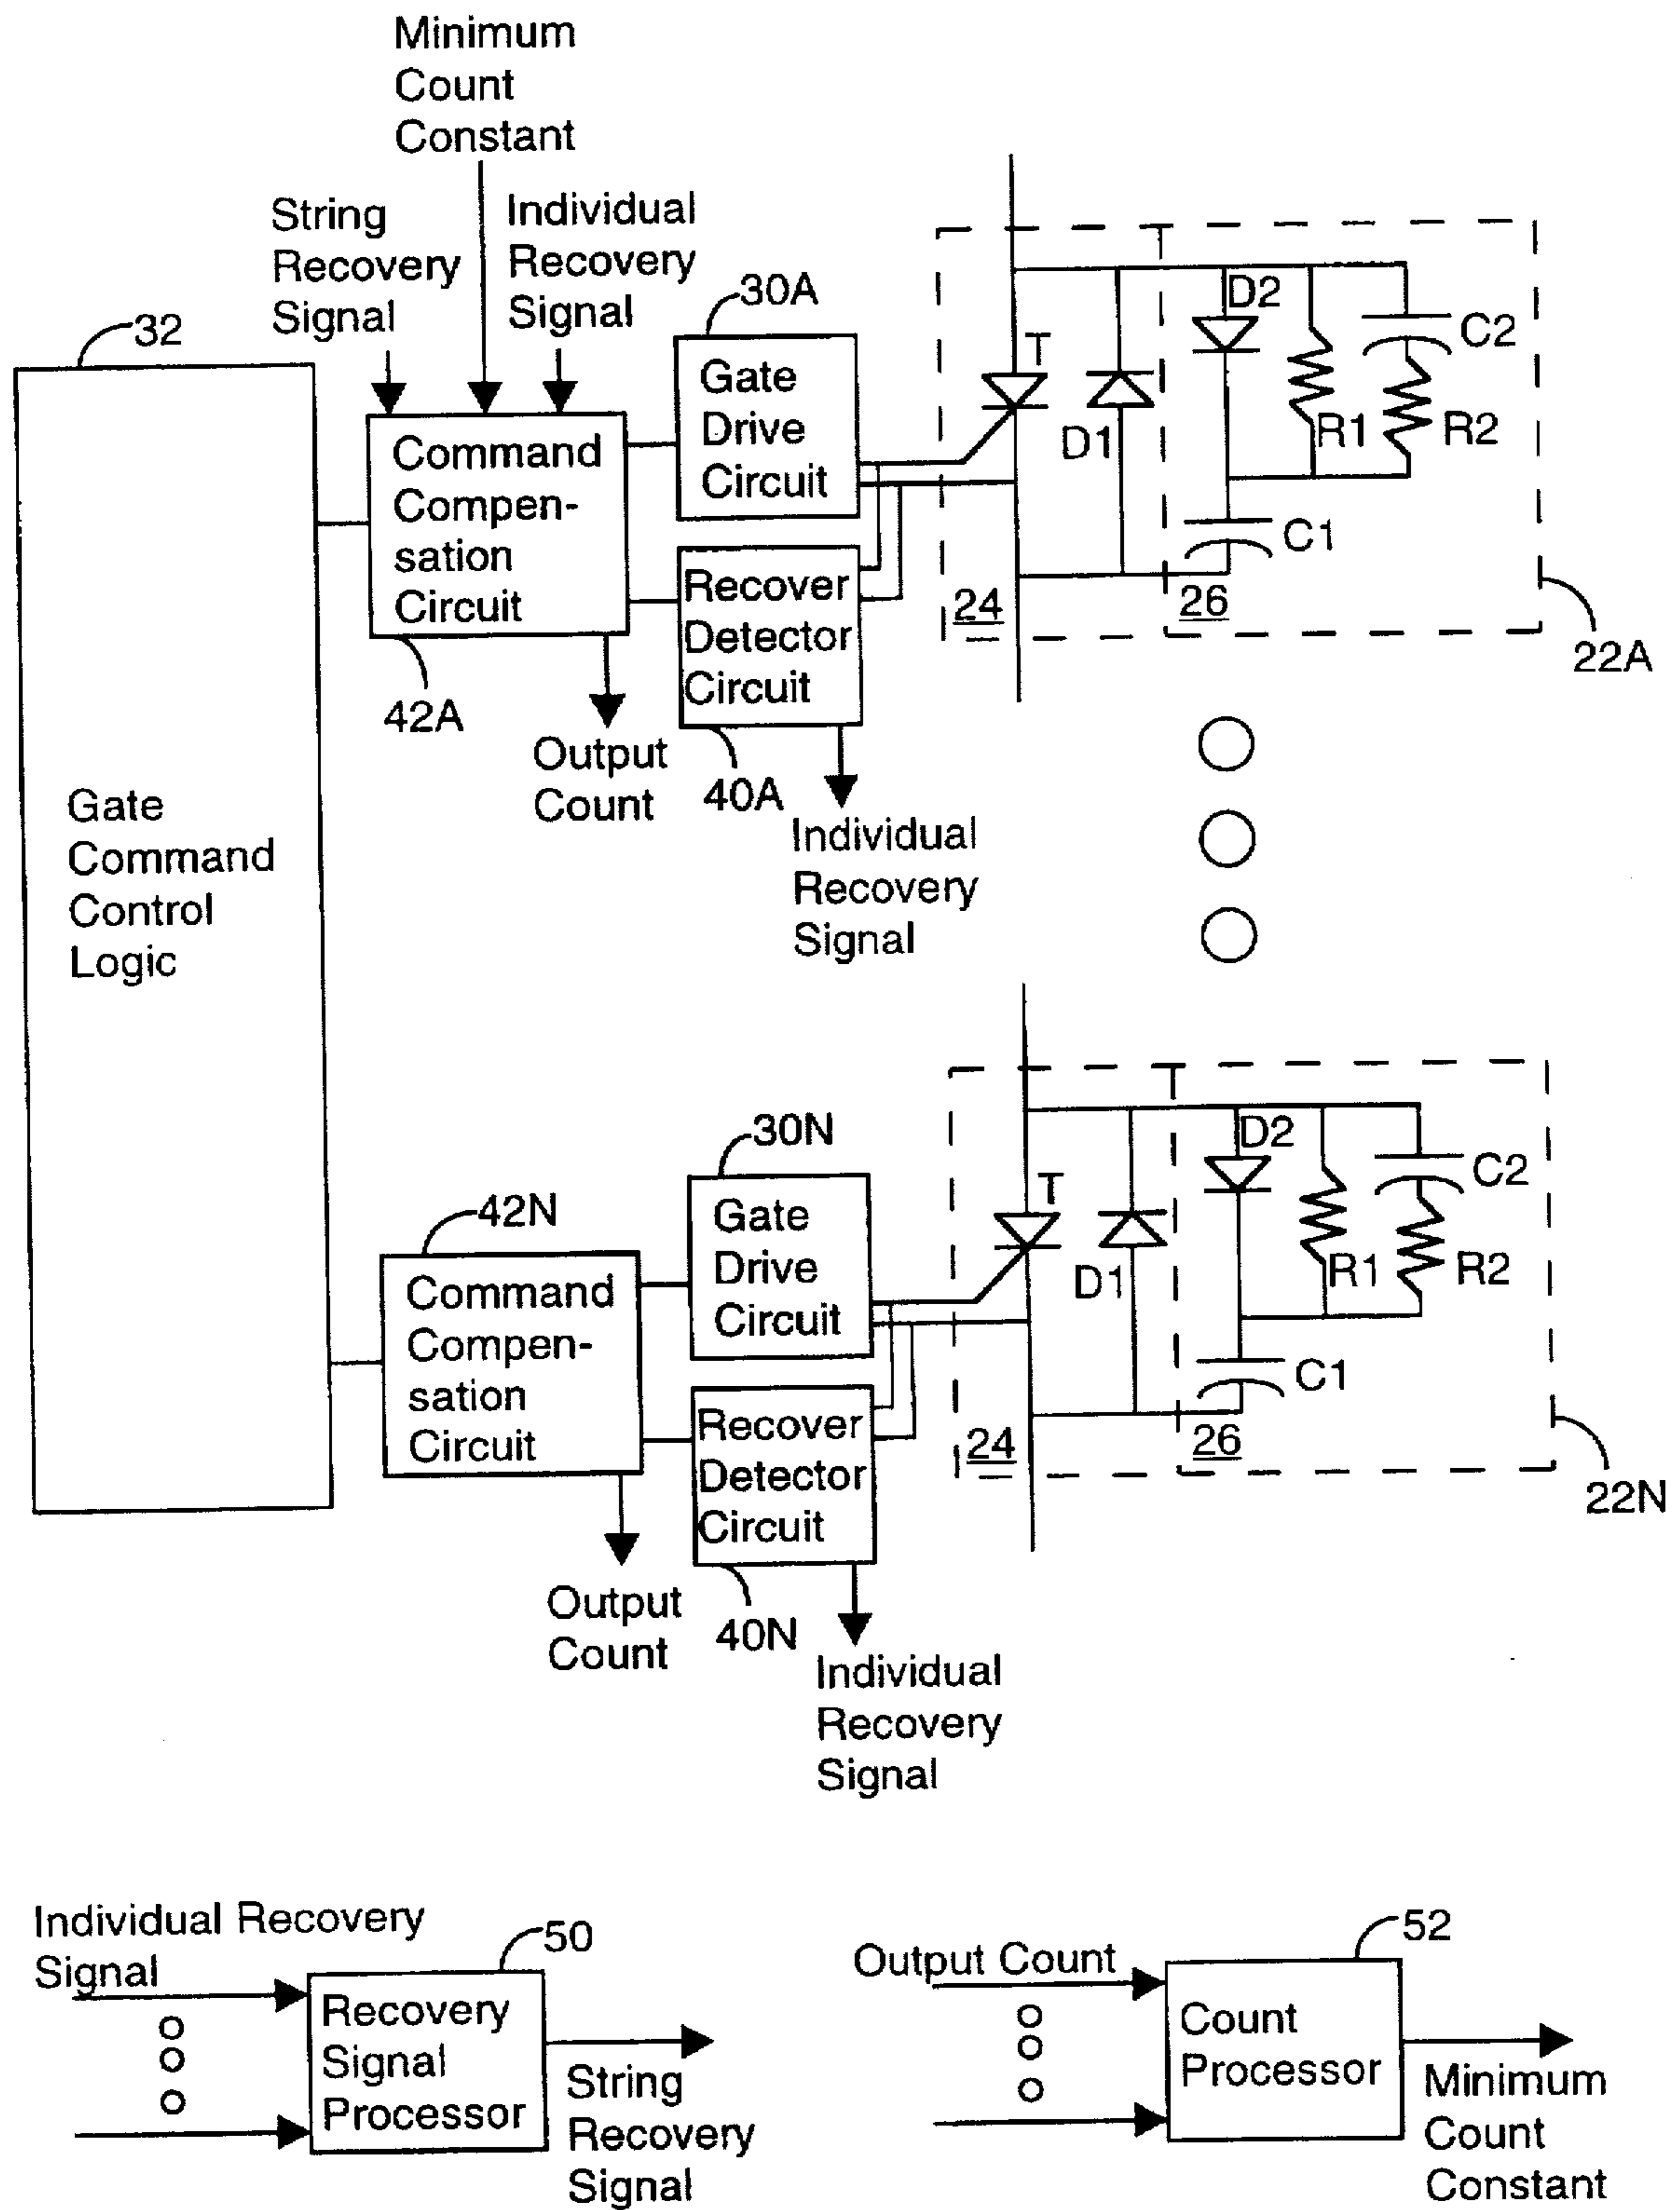 Minimum
Count
Constant
String
Recovery
Signal
Individual
Recovery
Signal
32
30A
Gate
Drive
Circuit
Command
Compen-
sation
Circuit
42A
Recover
Detector
Circuit
40A
Output
Count
Individual
Recovery
Signal
T
D1
D2
R1
C2
R2
C1
24
26
22A
Gate
Command
Control
Logic
30N
Gate
Drive
Circuit
42N
Command
Compen-
sation
Circuit
Recover
Detector
Circuit
40N
Output
Count
Individual
Recovery
Signal
T
D1
D2
R1
C2
R2
C1
24
26
22N
Individual Recovery
Signal
50
Recovery
Signal
Processor
String
Recovery
Signal
Output Count
52
Count
Processor
Minimum
Count
Constant